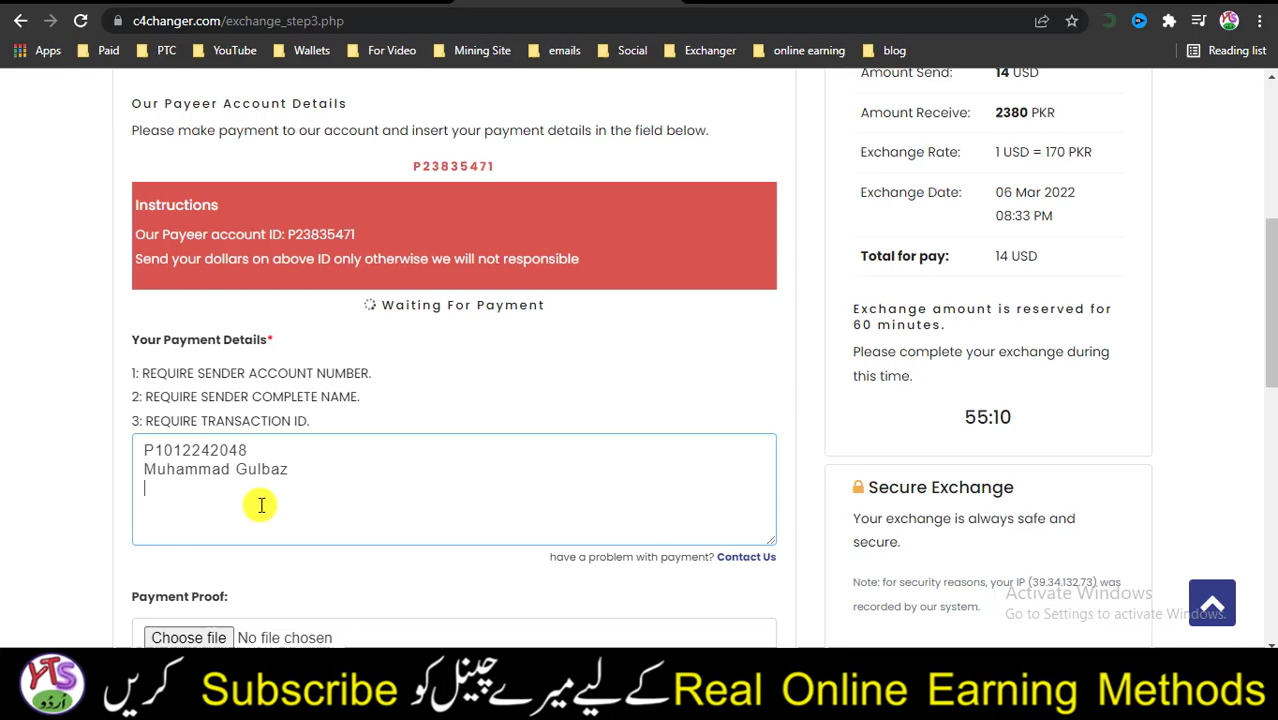 c4changer.com/exchange_step3.php
Apps Paid PTC YouTube Wallets For Video Mining Site emails Social Exchanger online earning blog Reading list
Our Payeer Account Details
Please make payment to our account and insert your payment details in the field below.
P23835471
Instructions
Our Payeer account ID: P23835471
Send your dollars on above ID only otherwise we will not responsible
Waiting For Payment
Your Payment Details*
1: REQUIRE SENDER ACCOUNT NUMBER.
2: REQUIRE SENDER COMPLETE NAME.
3: REQUIRE TRANSACTION ID.
P1012242048
Muhammad Gulbaz
have a problem with payment? Contact Us
Payment Proof:
Choose file No file chosen
Amount Send: 14 USD
Amount Receive: 2380 PKR
Exchange Rate: 1 USD = 170 PKR
Exchange Date: 06 Mar 2022
08:33 PM
Total for pay: 14 USD
Exchange amount is reserved for
60 minutes.
Please complete your exchange during
this time.
55:10
Secure Exchange
Your exchange is always safe and
secure.
Note: for security reasons, your IP (39.34.132.73) was
recorded by our system.
Activate Windows
Go to Settings to activate Windows.
YTS اردو
Real Online Earning Methods کے لیے میرے چینل کو Subscribe کریں